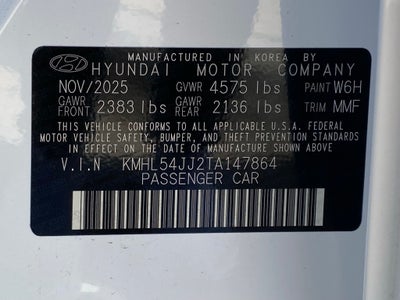 MANUFACTURED IN KOREA BY
HYUNDAI MOTOR COMPANY
NOV/2025 GVWR 4575 lbs PAINT W6H
GAWR FRONT 2383 lbs GAWR REAR 2136 lbs TRIM MMF
THIS VEHICLE CONFORMS TO ALL APPLICABLE U.S.A. FEDERAL
MOTOR VEHICLE SAFETY, BUMPER, AND THEFT PREVENTION STANDARDS
IN EFFECT ON THE DATE OF MANUFACTURE SHOWN ABOVE.
V.I.N KMHL54JJ2TA147864
PASSENGER CAR